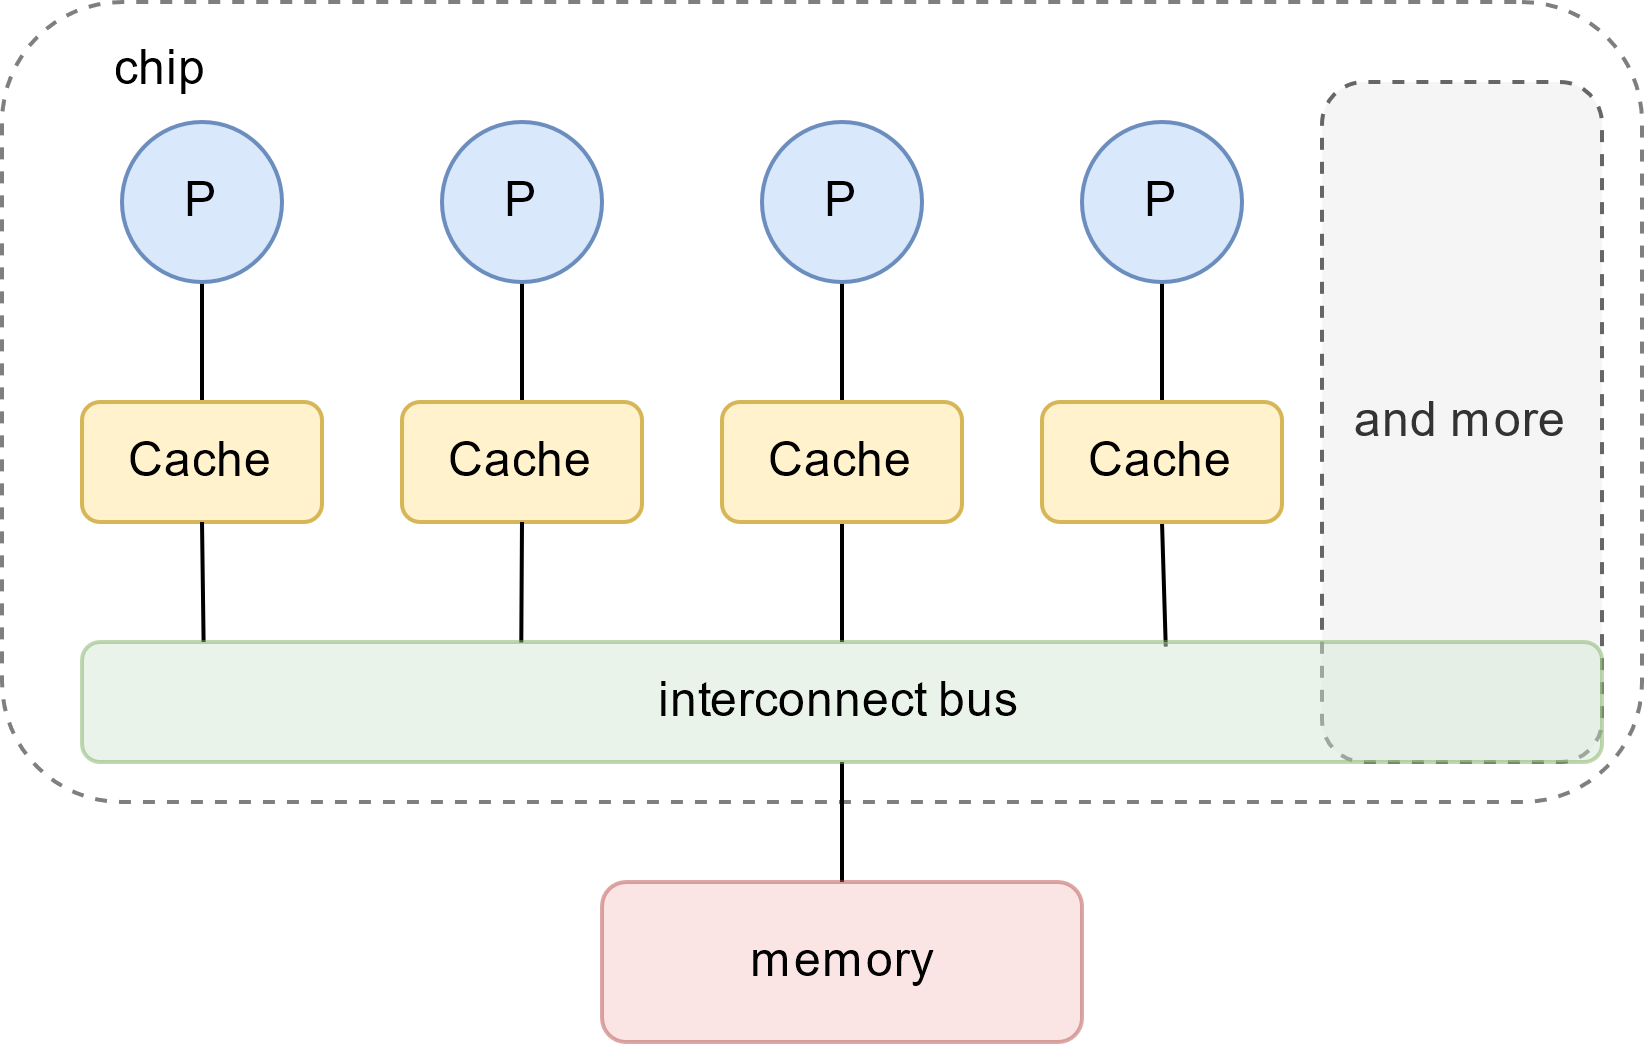 chip
P
P
P
P
and more
Cache
Cache
Cache
Cache
interconnect bus
memory